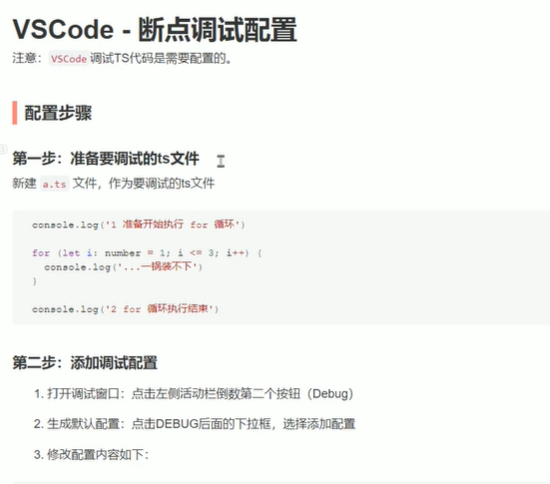 VSCode - 断点调试配置
注意：VSCode 调试TS代码是需要配置的。
配置步骤
第一步：准备要调试的ts文件
新建 a.ts 文件，作为要调试的ts文件
console.log('1 准备开始执行 for 循环')
for (let i: number = 1; i <= 3; i++) {
  console.log('...一锅装不下')
}
console.log('2 for 循环执行结束')
第二步：添加调试配置
1. 打开调试窗口：点击左侧活动栏倒数第二个按钮（Debug）
2. 生成默认配置：点击DEBUG后面的下拉框，选择添加配置
3. 修改配置内容如下：